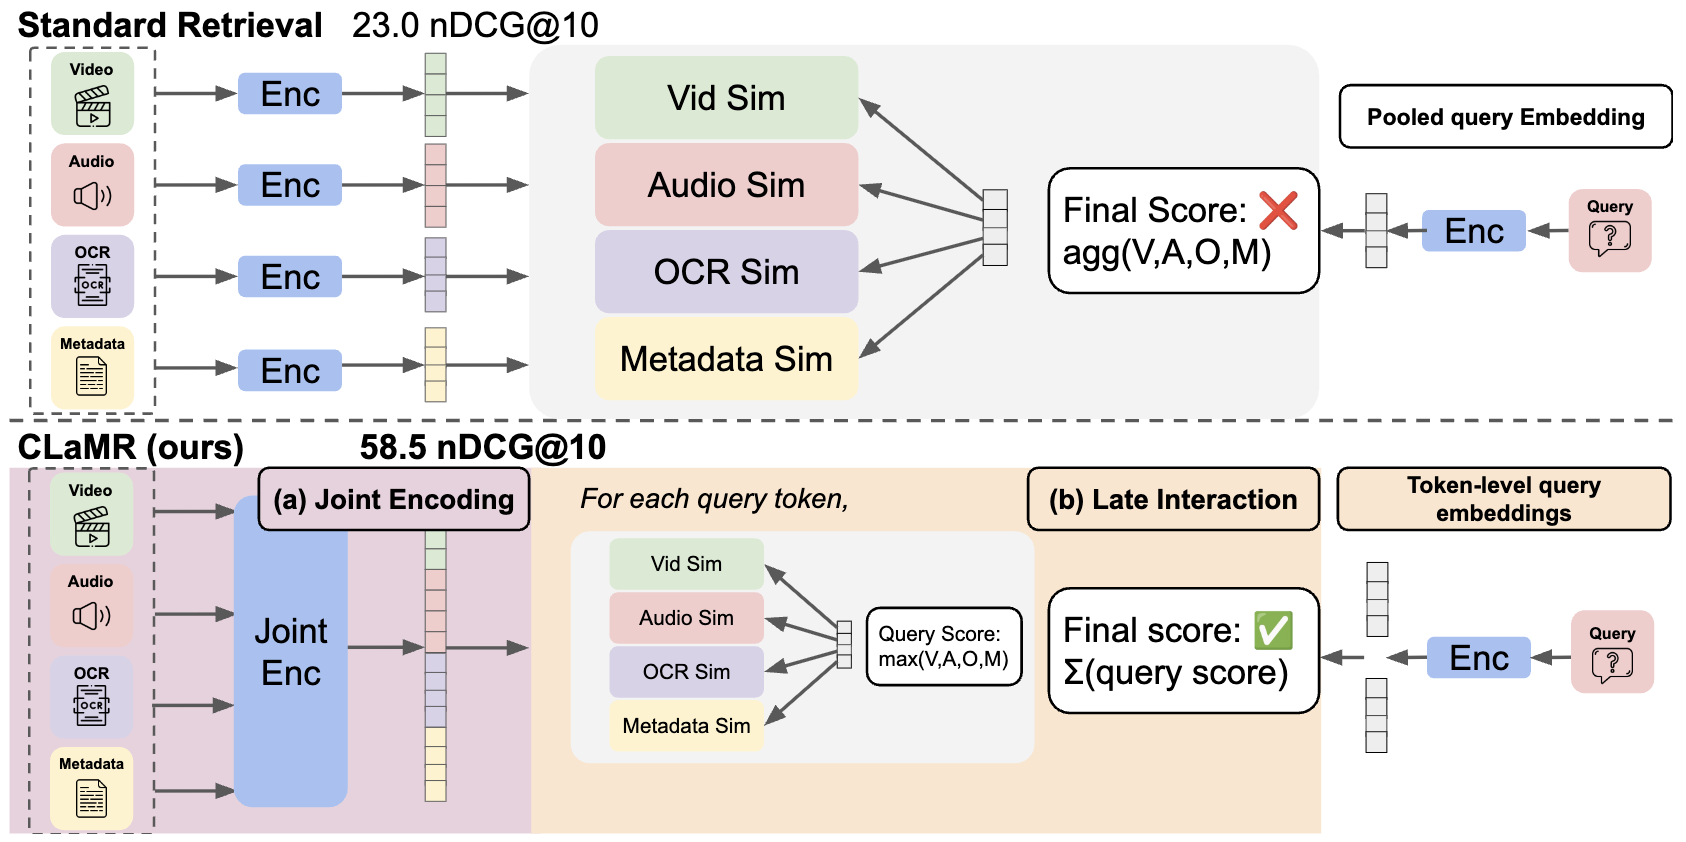 Standard Retrieval 23.0 nDCG@10
Video
Enc
Vid Sim
Pooled query Embedding
Audio
Enc
Audio Sim
Final Score: ❌
agg(V,A,O,M)
Enc
Query
?
OCR
OCR
Enc
OCR Sim
Metadata
Enc
Metadata Sim
CLaMR (ours) 58.5 nDCG@10
Video
(a) Joint Encoding
For each query token,
(b) Late Interaction
Token-level query
embeddings
Audio
Joint
Enc
Vid Sim
Audio Sim
OCR Sim
Metadata Sim
Query Score:
max(V,A,O,M)
Final score: ✅
Σ(query score)
Enc
Query
?
OCR
OCR
Metadata